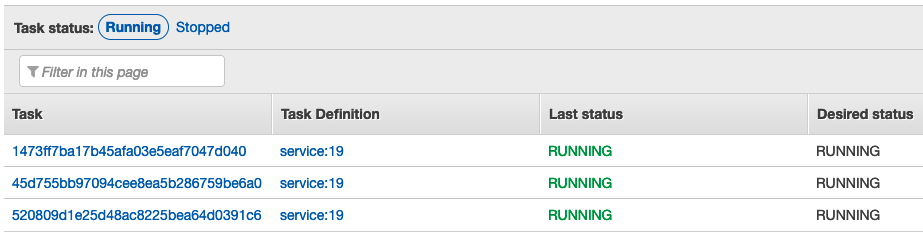 Task status: Running Stopped
Filter in this page
Task Task Definition Last status Desired status
1473ff7ba17b45afa03e5eaf7047d040 service:19 RUNNING RUNNING
45d755bb97094cee8ea5b286759be6a0 service:19 RUNNING RUNNING
520809d1e25d48ac8225bea64d0391c6 service:19 RUNNING RUNNING